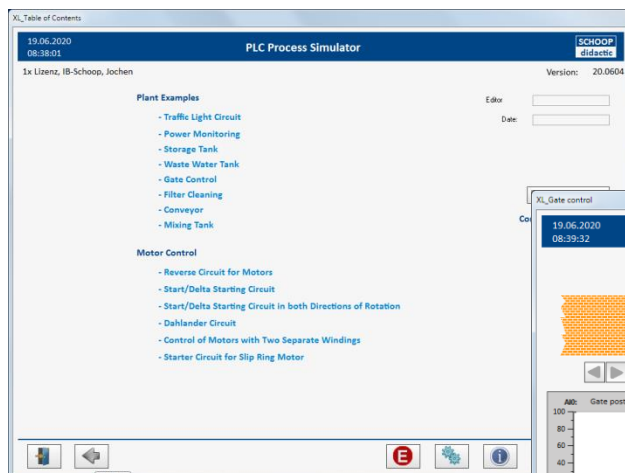 XL_Table of Contents
19.06.2020
08:38:01
PLC Process Simulator
SCHOOP
didactic
1x Lizenz, IB-Schoop, Jochen
Version: 20.0604
Plant Examples
Editor
- Traffic Light Circuit
Date:
- Power Monitoring
- Storage Tank
- Waste Water Tank
- Gate Control
- Filter Cleaning
- Conveyor
- Mixing Tank
Motor Control
- Reverse Circuit for Motors
- Start/Delta Starting Circuit
- Start/Delta Starting Circuit in both Directions of Rotation
- Dahlander Circuit
- Control of Motors with Two Separate Windings
- Starter Circuit for Slip Ring Motor
E
XL_Gate control
19.06.2020
08:39:32
Gate post
100
80
60
40